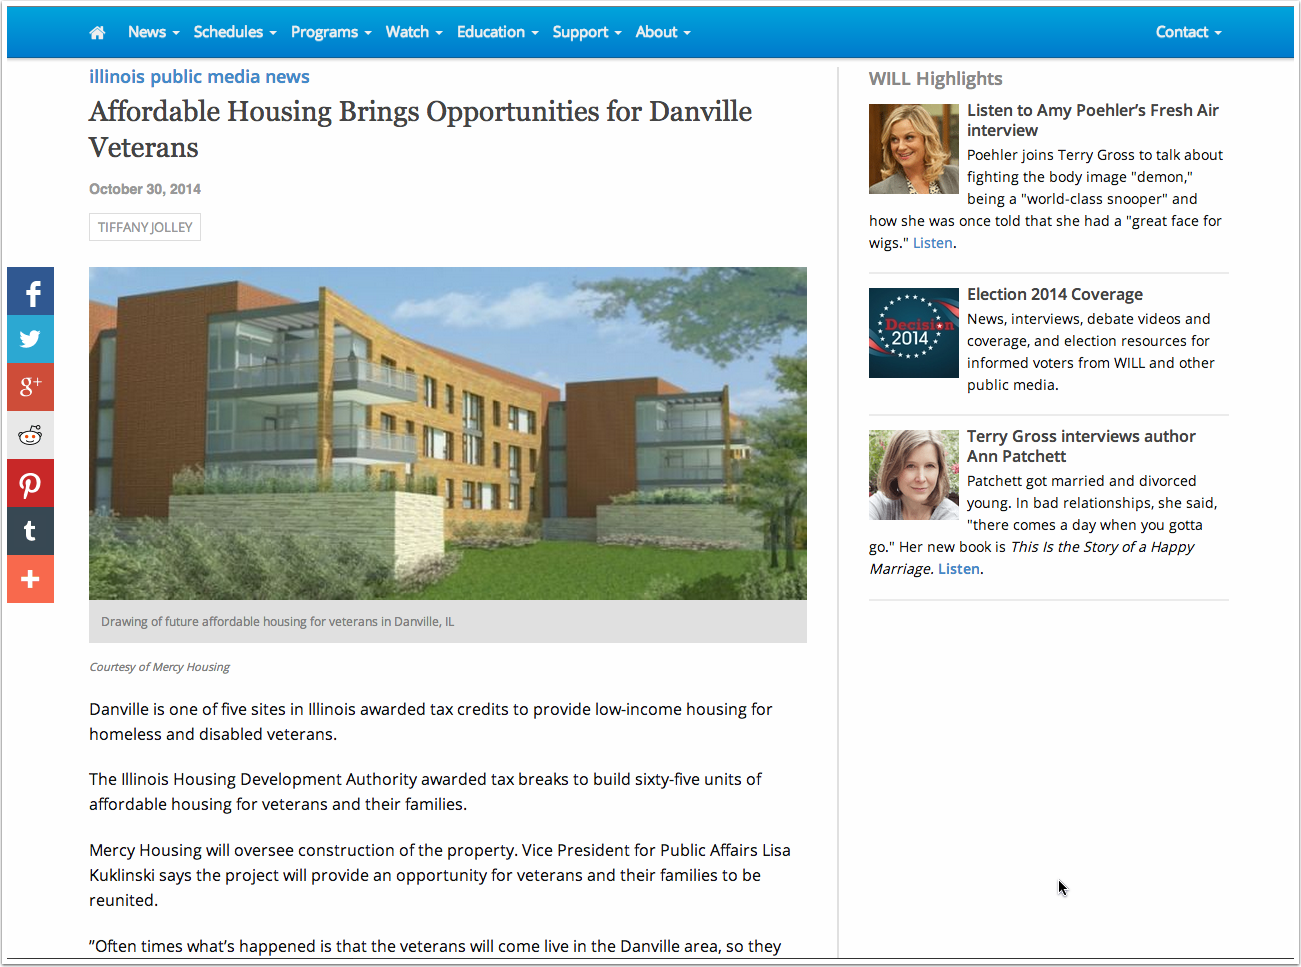 News Schedules Programs Watch Education Support About Contact
illinois public media news
Affordable Housing Brings Opportunities for Danville
Veterans
October 30, 2014
TIFFANY JOLLEY
f
g+
t
+
Drawing of future affordable housing for veterans in Danville, IL
Courtesy of Mercy Housing
Danville is one of five sites in Illinois awarded tax credits to provide low-income housing for
homeless and disabled veterans.
The Illinois Housing Development Authority awarded tax breaks to build sixty-five units of
affordable housing for veterans and their families.
Mercy Housing will oversee construction of the property. Vice President for Public Affairs Lisa
Kuklinski says the project will provide an opportunity for veterans and their families to be
reunited.
”Often times what’s happened is that the veterans will come live in the Danville area, so they
WILL Highlights
Listen to Amy Poehler’s Fresh Air
interview
Poehler joins Terry Gross to talk about
fighting the body image "demon,"
being a "world-class snooper" and
how she was once told that she had a "great face for
wigs." Listen.
Decision
2014
Election 2014 Coverage
News, interviews, debate videos and
coverage, and election resources for
informed voters from WILL and other
public media.
Terry Gross interviews author
Ann Patchett
Patchett got married and divorced
young. In bad relationships, she said,
"there comes a day when you gotta
go." Her new book is This Is the Story of a Happy
Marriage. Listen.